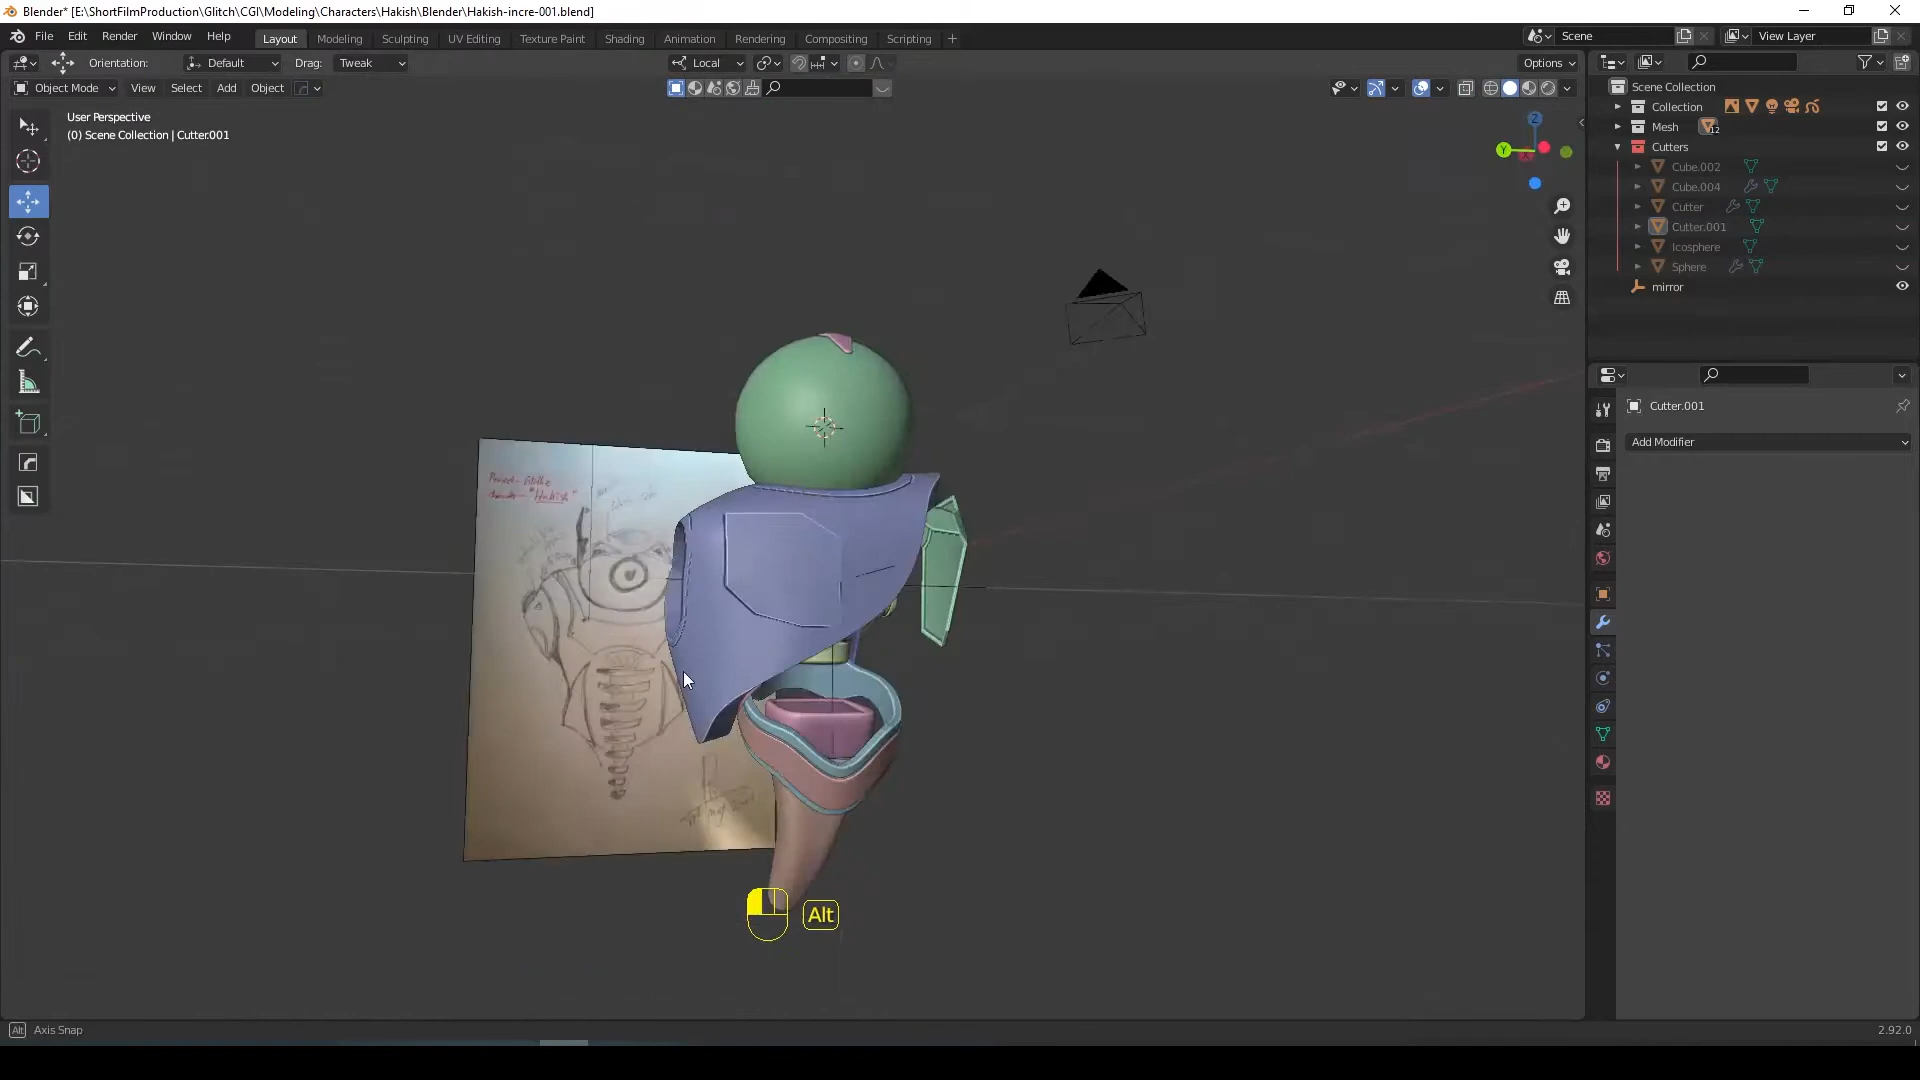 Blender* [E:\ShortFilmProduction\Glitch\CGI\Modeling\Characters\Hakish\Blender\Hakish-incre-001.blend]
File Edit Render Window Help Layout Modeling Sculpting UV Editing Texture Paint Shading Animation Rendering Compositing Scripting + Scene View Layer
Orientation: Default Drag: Tweak Local Options
Object Mode View Select Add Object
User Perspective
(0) Scene Collection | Cutter.001
Z
Y
X
Scene Collection
Collection
Mesh 12
Cutters
Cube.002
Cube.004
Cutter
Cutter.001
Icosphere
Sphere
mirror
Cutter.001
Add Modifier
"Hakish"
Alt
Alt Axis Snap 2.92.0